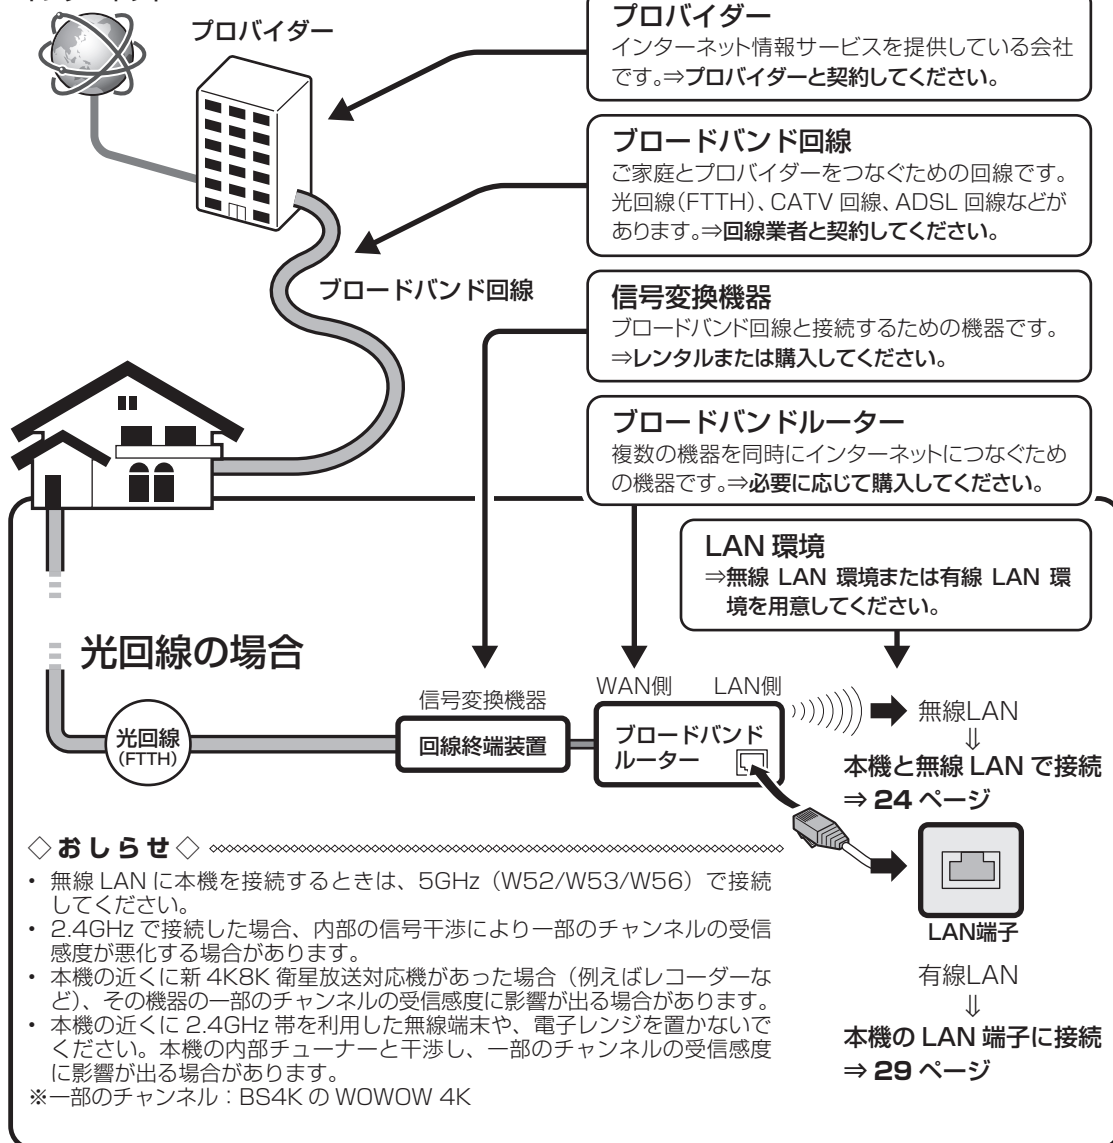 プロバイダー
プロバイダー
インターネット情報サービスを提供している会社
です。⇒プロバイダーと契約してください。
ブロードバンド回線
ご家庭とプロバイダーをつなぐための回線です。
光回線(FTTH)、CATV 回線、ADSL 回線などが
あります。⇒回線業者と契約してください。
ブロードバンド回線
信号変換機器
ブロードバンド回線と接続するための機器です。
⇒レンタルまたは購入してください。
ブロードバンドルーター
複数の機器を同時にインターネットにつなぐため
の機器です。⇒必要に応じて購入してください。
LAN 環境
⇒無線 LAN 環境または有線 LAN 環
境を用意してください。
光回線の場合
光回線
(FTTH)
信号変換機器
回線終端装置
WAN側
LAN側
ブロードバンド
ルーター
無線LAN
⇓
本機と無線 LAN で接続
⇒ 24 ページ
LAN端子
有線LAN
⇓
本機の LAN 端子に接続
⇒ 29 ページ
◇おしらせ◇
・ 無線 LAN に本機を接続するときは、5GHz（W52/W53/W56）で接続
してください。
・ 2.4GHz で接続した場合、内部の信号干渉により一部のチャンネルの受信
感度が悪化する場合があります。
・ 本機の近くに新 4K8K 衛星放送対応機があった場合（例えばレコーダーな
ど）、その機器の一部のチャンネルの受信感度に影響が出る場合があります。
・ 本機の近くに 2.4GHz 帯を利用した無線端末や、電子レンジを置かないで
ください。本機の内部チューナーと干渉し、一部のチャンネルの受信感度
に影響が出る場合があります。
※一部のチャンネル：BS4K の WOWOW 4K